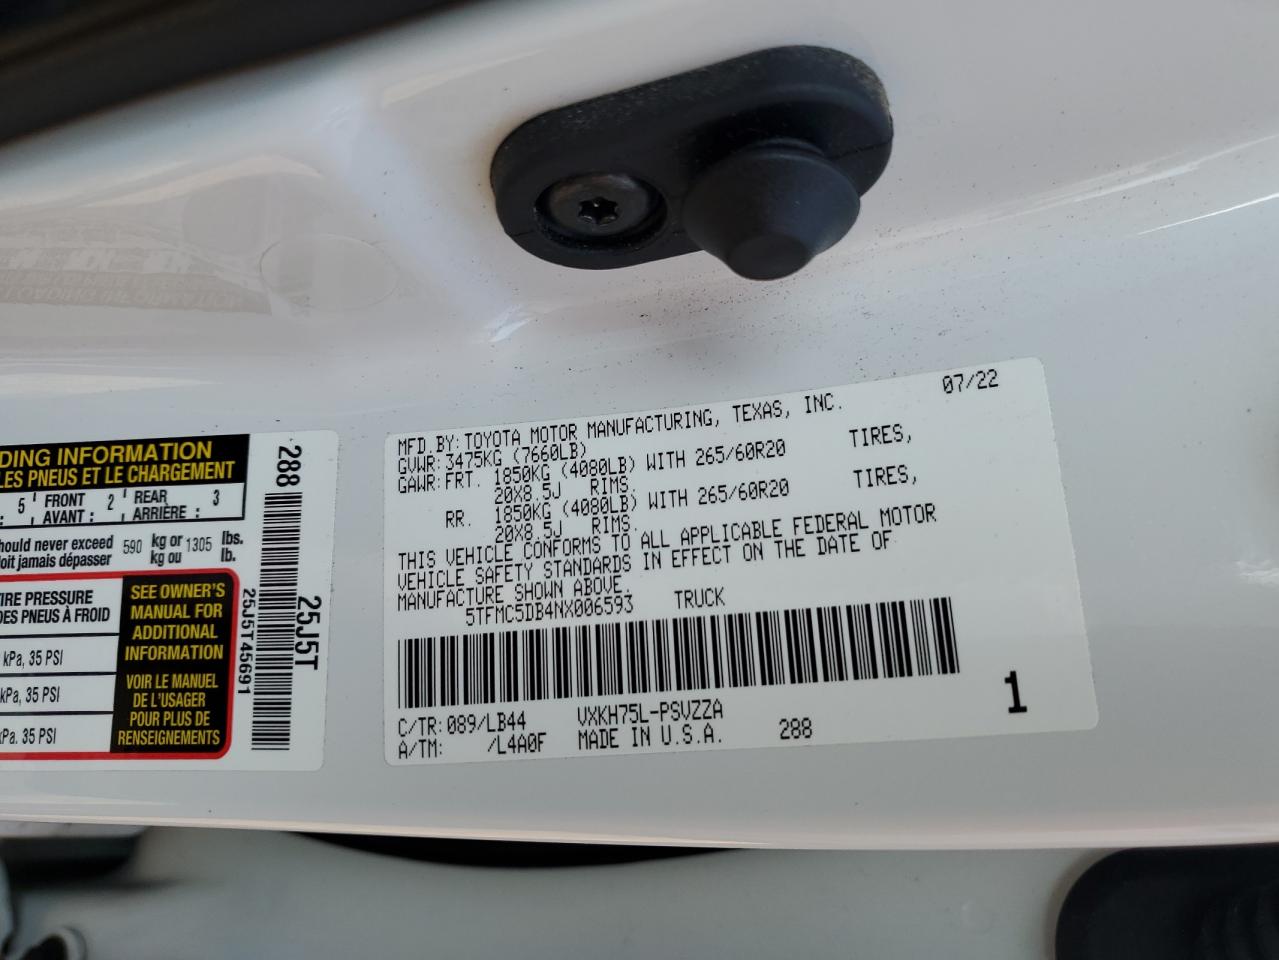 DING INFORMATION
LES PNEUS ET LE CHARGEMENT
: 5 FRONT 2 REAR 3
AVANT : ARRIÈRE :
ould never exceed 590 kg or 1305 lbs.
oit jamais dépasser kg ou lb.
IRE PRESSURE
DES PNEUS À FROID
kPa, 35 PSI
kPa, 35 PSI
kPa. 35 PSI
SEE OWNER'S
MANUAL FOR
ADDITIONAL
INFORMATION
VOIR LE MANUEL
DE L'USAGER
POUR PLUS DE
RENSEIGNEMENTS
288
25J5T
25J5T45691
07/22
MFD. BY: TOYOTA MOTOR MANUFACTURING, TEXAS, INC.
GVWR: 3475KG (7660LB)
GAWR: FRT. 1850KG (4080LB) WITH 265/60R20 TIRES,
20X8.5J RIMS.
RR. 1850KG (4080LB) WITH 265/60R20 TIRES,
20X8.5J RIMS.
THIS VEHICLE CONFORMS TO ALL APPLICABLE FEDERAL MOTOR
VEHICLE SAFETY STANDARDS IN EFFECT ON THE DATE OF
MANUFACTURE SHOWN ABOVE.
5TFMC5DB4NX006593 TRUCK
C/TR: 089/LB44 VXKH75L-PSVZZA
A/TM: /L4A0F MADE IN U.S.A. 288
1